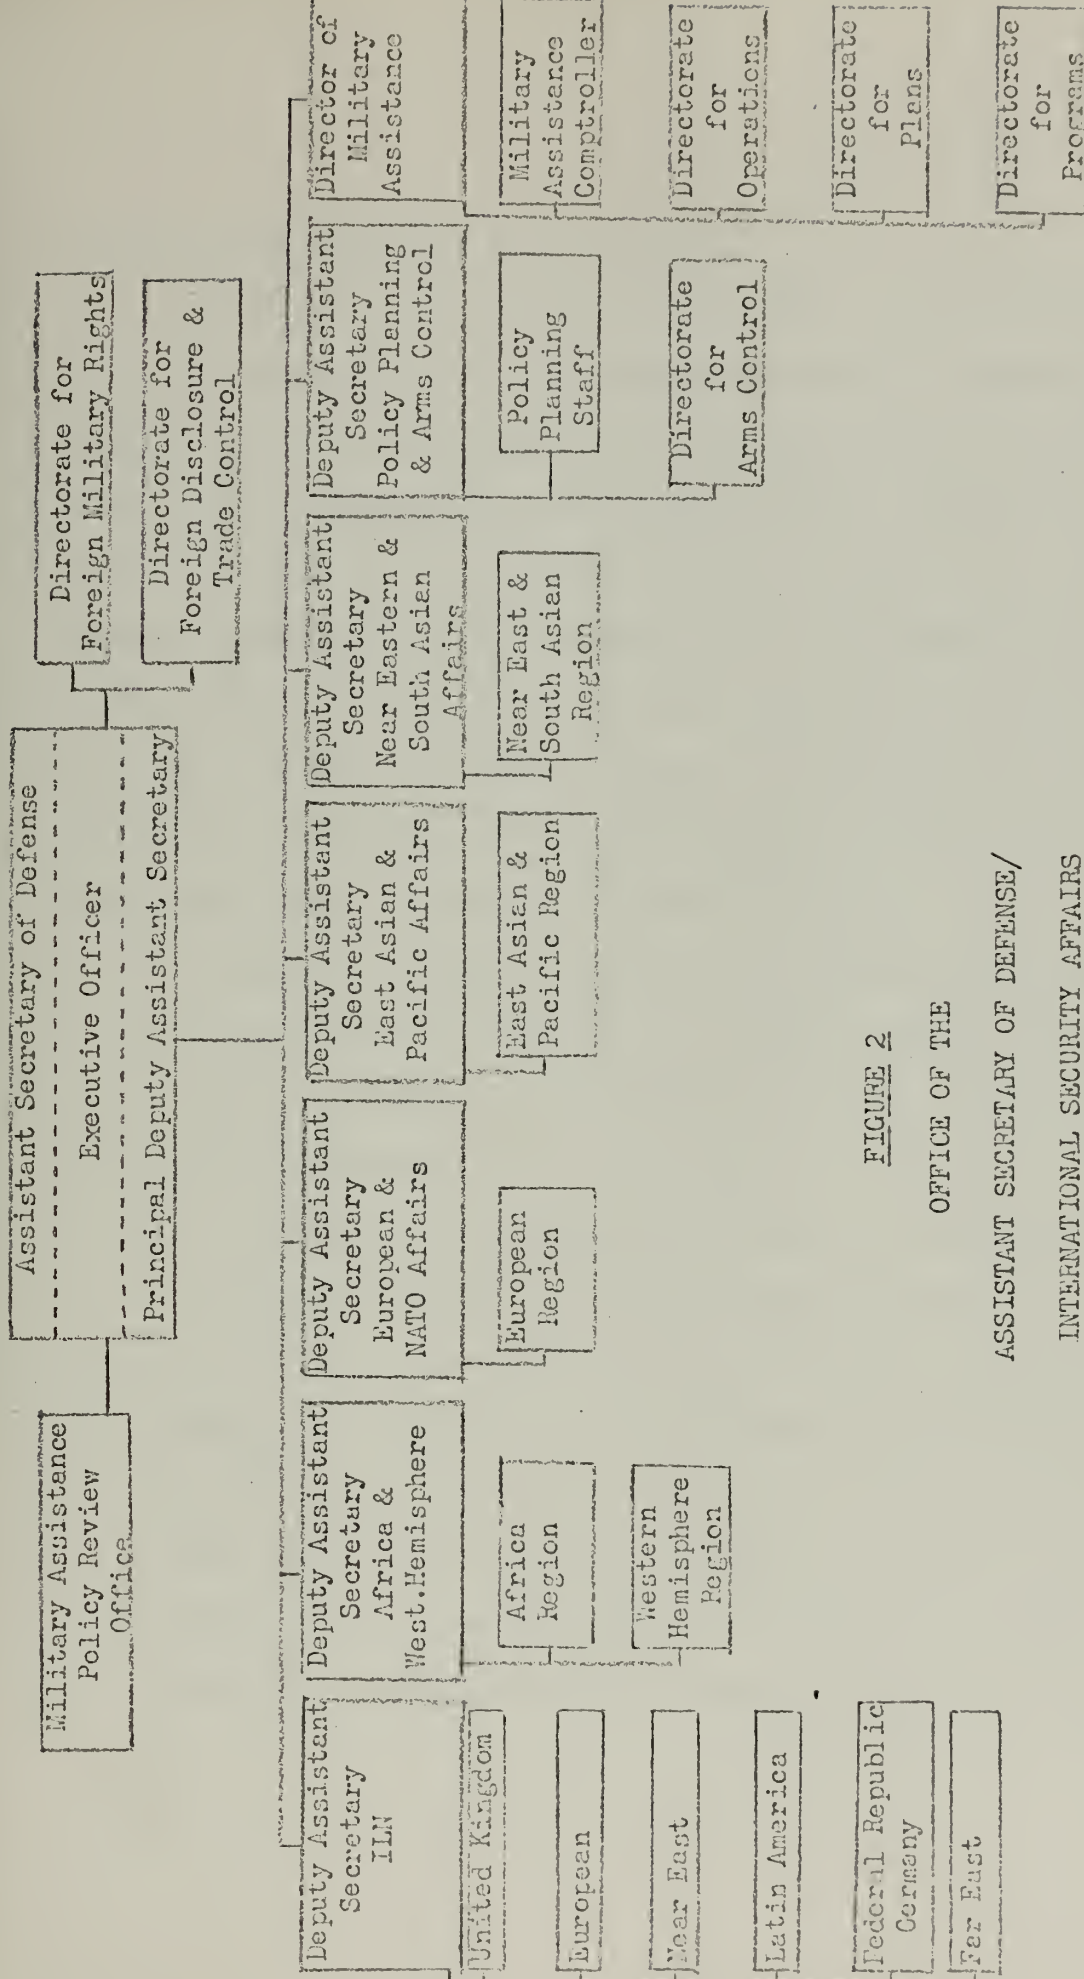 Assistant Secretary of Defense
Executive Officer
Principal Deputy Assistant Secretary
Military Assistance
Policy Review
Office
Directorate for
Foreign Military Rights
Directorate for
Foreign Disclosure &
Trade Control
Deputy Assistant
Secretary
ILN
United Kingdom
European
Near East
Latin America
Federal Republic
Germany
Far East
Deputy Assistant
Secretary
Africa &
West.Hemisphere
Africa
Region
Western
Hemisphere
Region
Deputy Assistant
Secretary
European &
NATO Affairs
European
Region
Deputy Assistant
Secretary
East Asian &
Pacific Affairs
East Asian &
Pacific Region
Deputy Assistant
Secretary
Near Eastern &
South Asian
Affairs
Near East &
South Asian
Region
Deputy Assistant
Secretary
Policy Planning
& Arms Control
Policy
Planning
Staff
Directorate
for
Arms Control
Director of
Military
Assistance
Military
Assistance
Comptroller
Directorate
for
Operations
Directorate
for
Plans
Directorate
for
Programs
FIGURE 2
OFFICE OF THE
ASSISTANT SECRETARY OF DEFENSE/
INTERNATIONAL SECURITY AFFAIRS